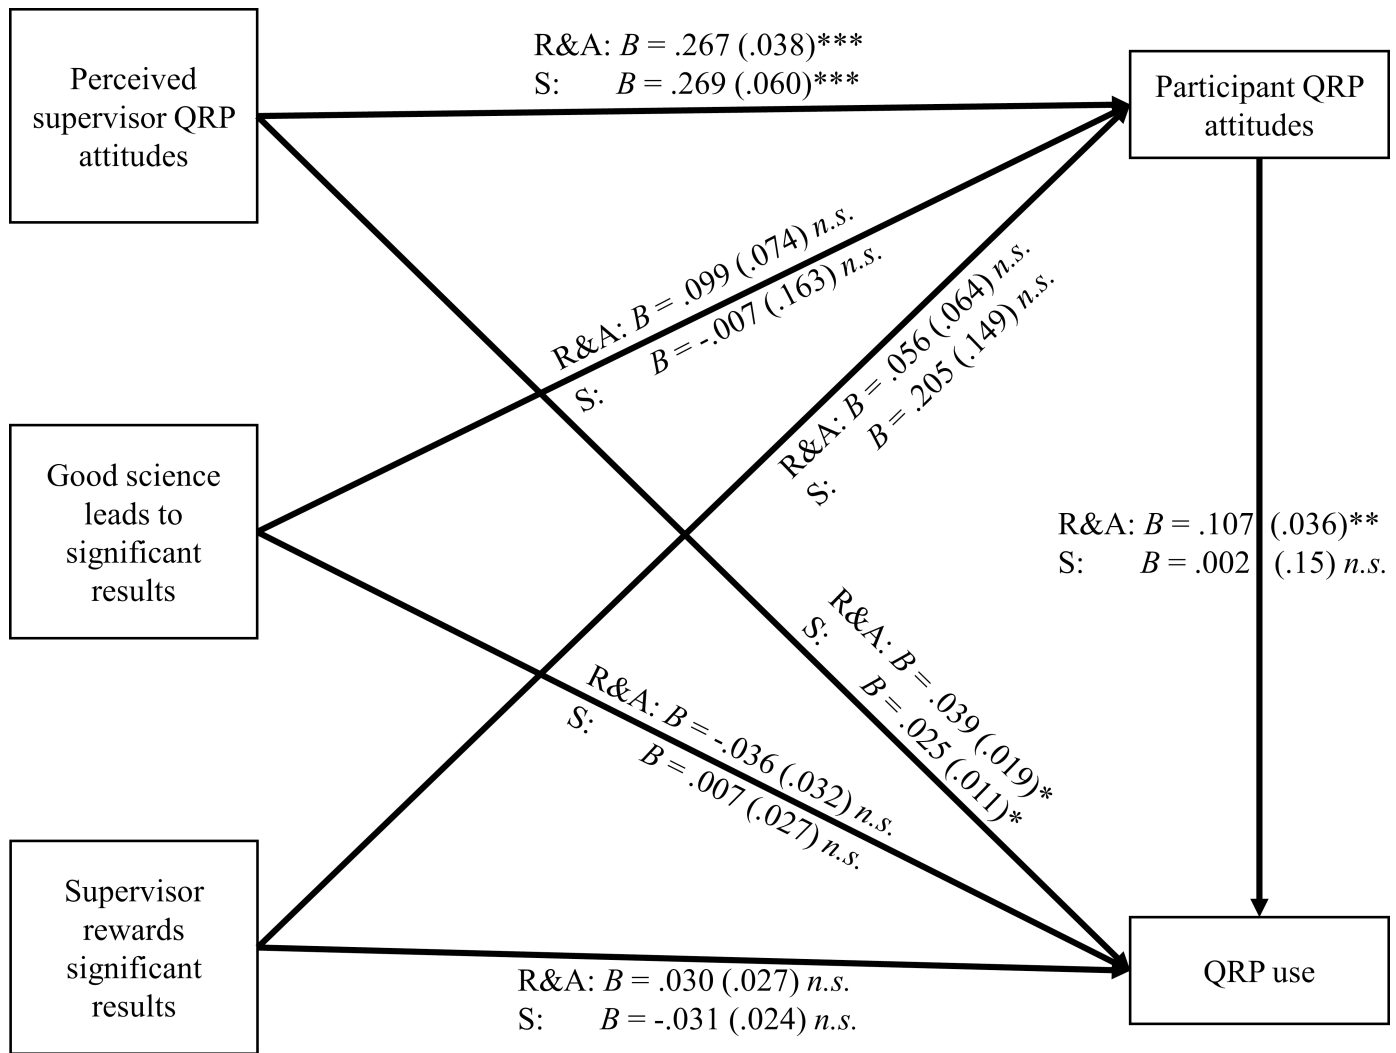 Perceived
supervisor QRP
attitudes
R&A: B = .267 (.038)***
S: B = .269 (.060)***
Participant QRP
attitudes
R&A: B = .099 (.074) n.s.
S: B = -.007 (.163) n.s.
R&A: B = .056 (.064) n.s.
S: B = .205 (.149) n.s.
Good science
leads to
significant
results
R&A: B = .107 (.036)**
S: B = .002 (.15) n.s.
R&A: B = .039 (.019)*
S: B = .025 (.011)*
R&A: B = -.036 (.032) n.s.
S: B = .007 (.027) n.s.
Supervisor
rewards
significant
results
R&A: B = .030 (.027) n.s.
S: B = -.031 (.024) n.s.
QRP use